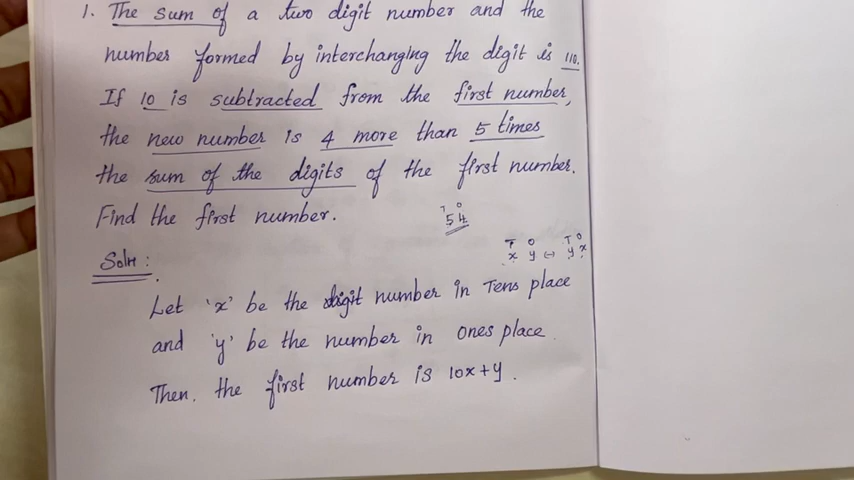 1. The sum of a two digit number and the
number formed by interchanging the digit is 110.
If 10 is subtracted from the first number,
the new number is 4 more than 5 times
the sum of the digits of the first number.
Find the first number.
T O
54
T O T O
x y ↔ y x
Soln :
Let 'x' be the digit number in Tens place
and 'y' be the number in ones place
Then, the first number is 10x+y.